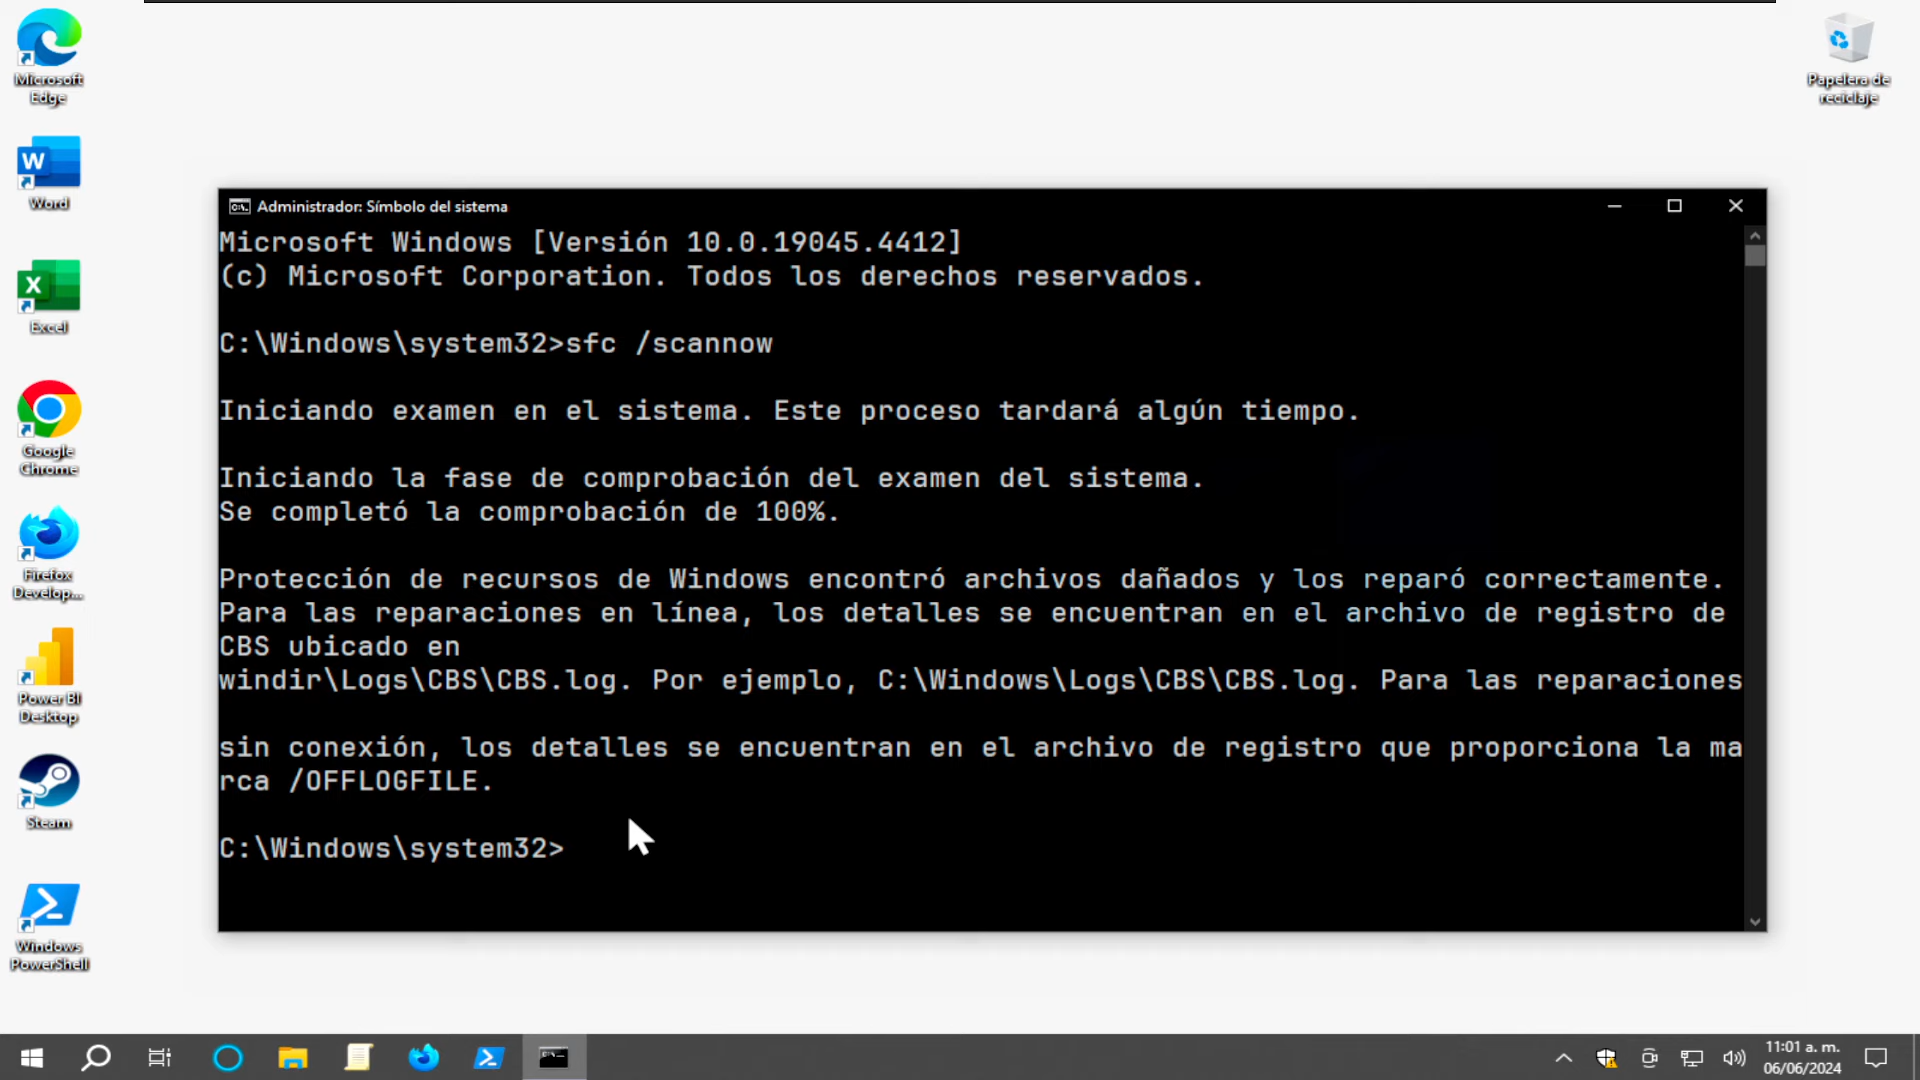 Microsoft
Edge
Word
Excel
Google
Chrome
Firefox
Develop...
Power BI
Desktop
Steam
Windows
PowerShell
Papelera de
reciclaje
Administrador: Símbolo del sistema
Microsoft Windows [Versión 10.0.19045.4412]
(c) Microsoft Corporation. Todos los derechos reservados.
C:\Windows\system32>sfc /scannow
Iniciando examen en el sistema. Este proceso tardará algún tiempo.
Iniciando la fase de comprobación del examen del sistema.
Se completó la comprobación de 100%.
Protección de recursos de Windows encontró archivos dañados y los reparó correctamente.
Para las reparaciones en línea, los detalles se encuentran en el archivo de registro de
CBS ubicado en
windir\Logs\CBS\CBS.log. Por ejemplo, C:\Windows\Logs\CBS\CBS.log. Para las reparaciones
sin conexión, los detalles se encuentran en el archivo de registro que proporciona la ma
rca /OFFLOGFILE.
C:\Windows\system32>
11:01 a. m.
06/06/2024